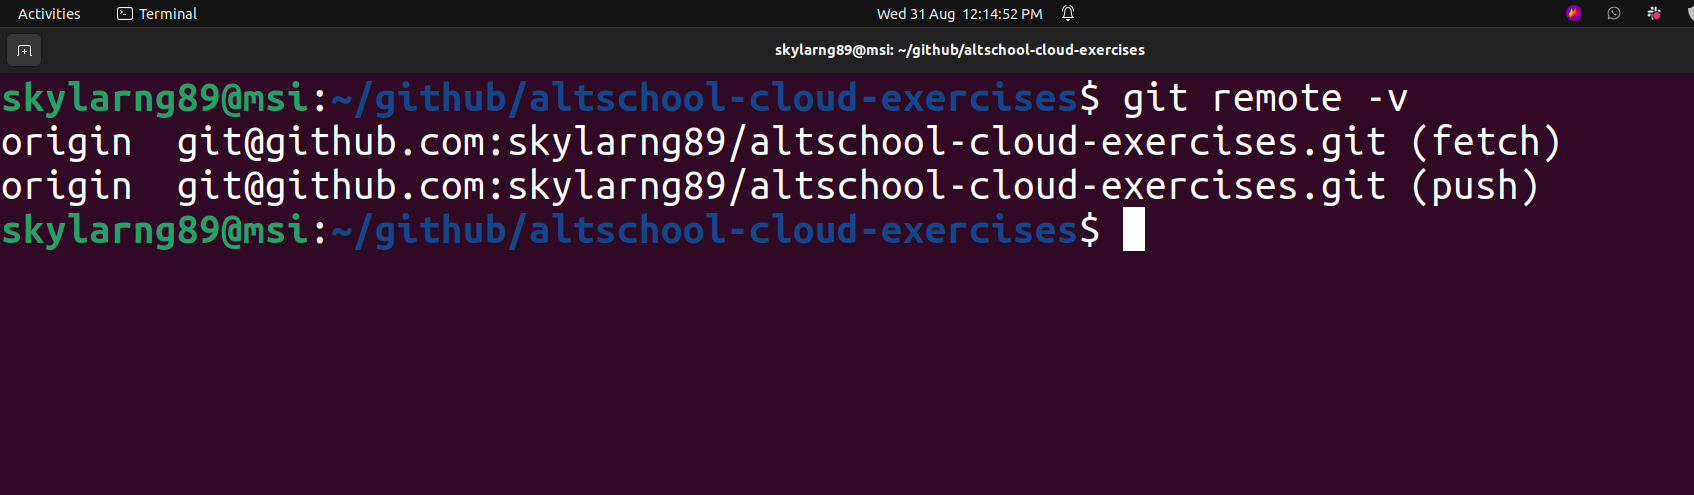 Activities Terminal Wed 31 Aug 12:14:52 PM
skylarng89@msi: ~/github/altschool-cloud-exercises
skylarng89@msi:~/github/altschool-cloud-exercises$ git remote -v
origin  git@github.com:skylarng89/altschool-cloud-exercises.git (fetch)
origin  git@github.com:skylarng89/altschool-cloud-exercises.git (push)
skylarng89@msi:~/github/altschool-cloud-exercises$